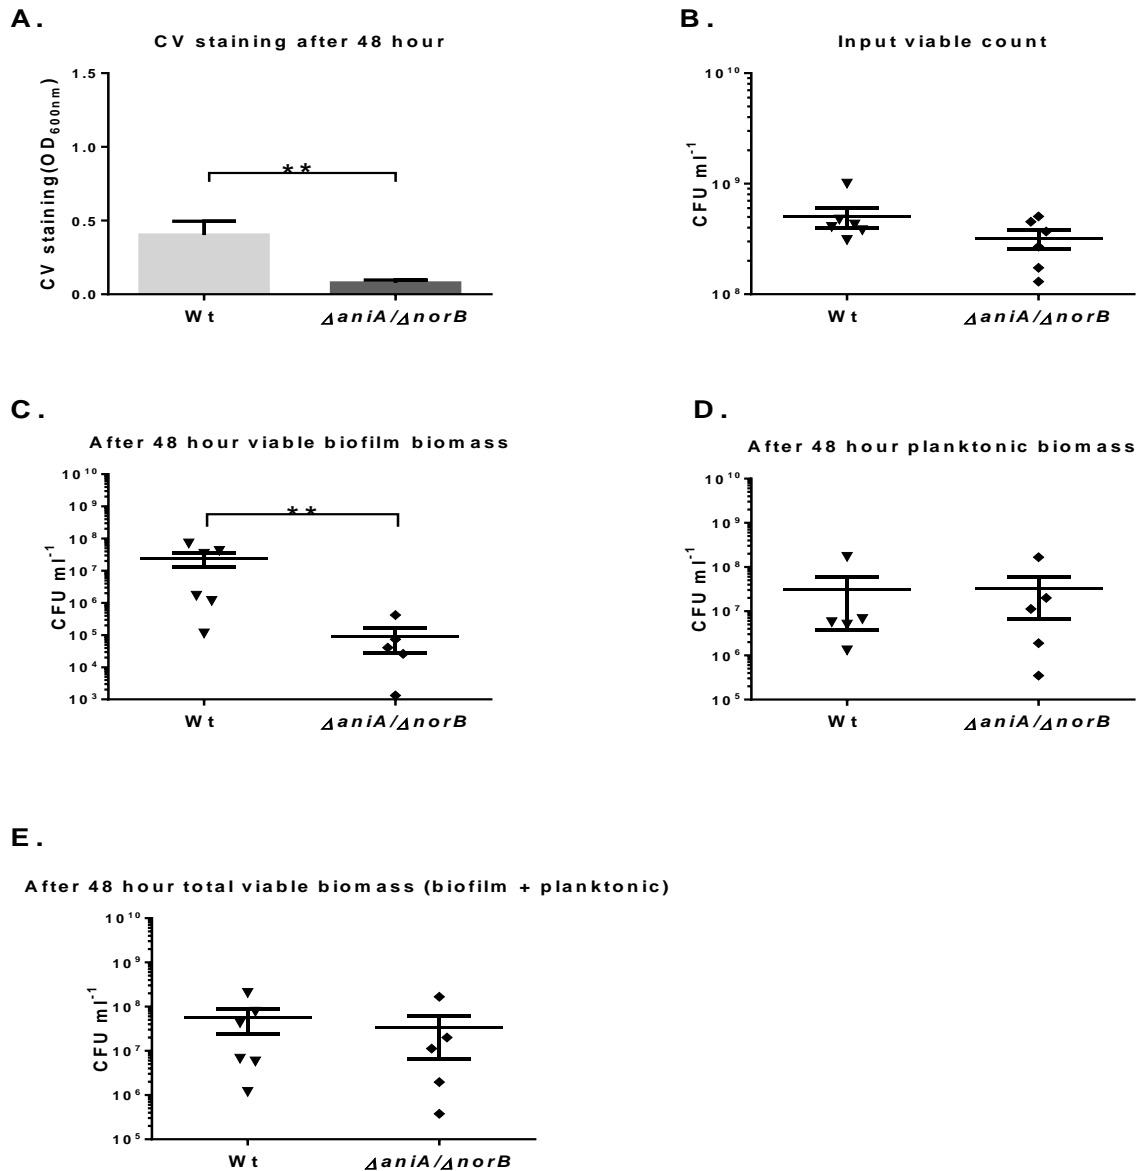 A.
CV staining after 48 hour
CV staining(OD600nm)
1.5
1.0
0.5
0.0
**
Wt
ΔaniA/ΔnorB
B.
Input viable count
CFU ml-1
10^10
10^9
10^8
Wt
ΔaniA/ΔnorB
C.
After 48 hour viable biofilm biomass
CFU ml-1
10^10
10^9
10^8
10^7
10^6
10^5
10^4
10^3
**
Wt
ΔaniA/ΔnorB
D.
After 48 hour planktonic biomass
CFU ml-1
10^10
10^9
10^8
10^7
10^6
10^5
Wt
ΔaniA/ΔnorB
E.
After 48 hour total viable biomass (biofilm + planktonic)
CFU ml-1
10^10
10^9
10^8
10^7
10^6
10^5
Wt
ΔaniA/ΔnorB